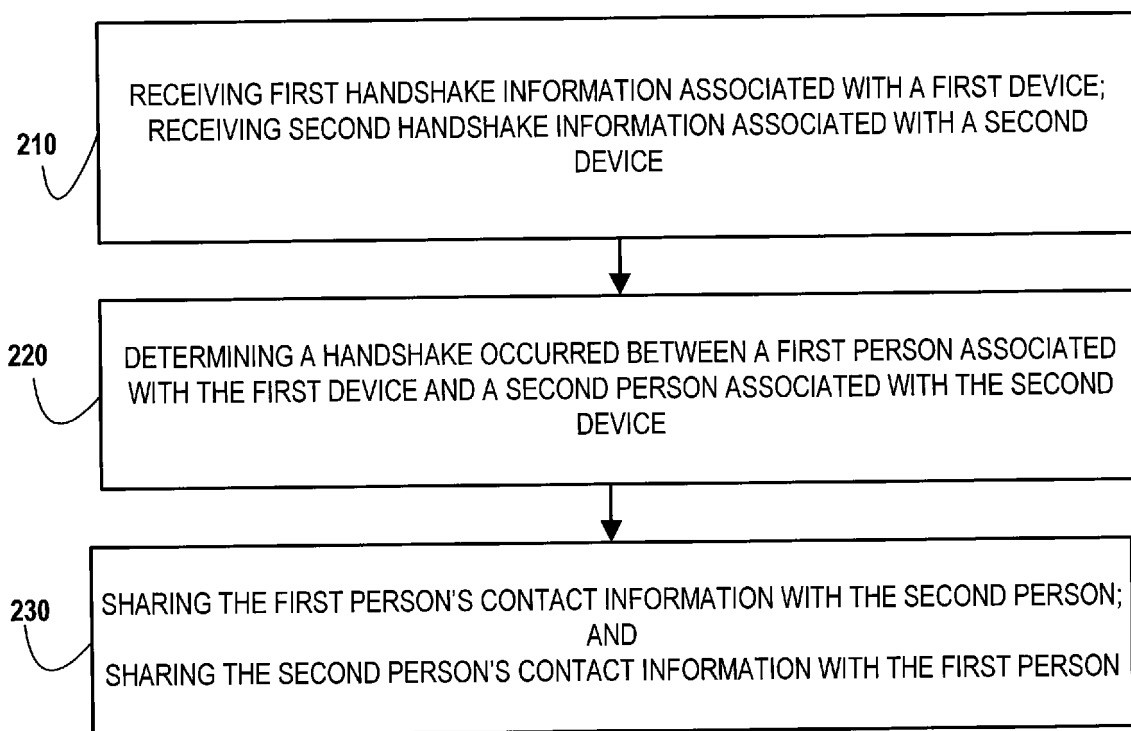 210
RECEIVING FIRST HANDSHAKE INFORMATION ASSOCIATED WITH A FIRST DEVICE;
RECEIVING SECOND HANDSHAKE INFORMATION ASSOCIATED WITH A SECOND
DEVICE
220
DETERMINING A HANDSHAKE OCCURRED BETWEEN A FIRST PERSON ASSOCIATED
WITH THE FIRST DEVICE AND A SECOND PERSON ASSOCIATED WITH THE SECOND
DEVICE
230
SHARING THE FIRST PERSON'S CONTACT INFORMATION WITH THE SECOND PERSON;
AND
SHARING THE SECOND PERSON'S CONTACT INFORMATION WITH THE FIRST PERSON